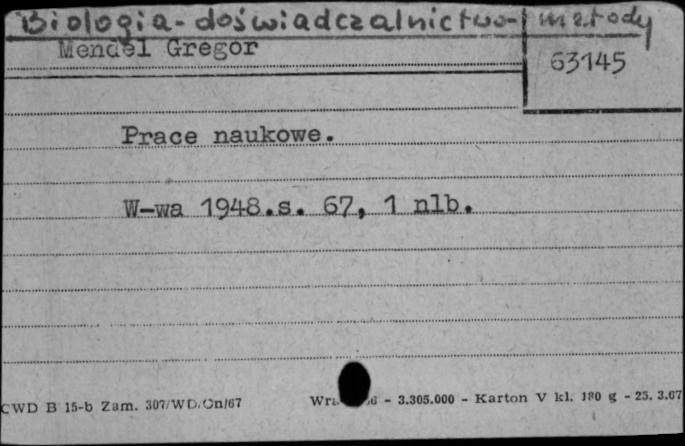 Biologia - doświadczalnictwo - metody
Mendel Gregor
63145
Prace naukowe.
W-wa 1948.s. 67, 1 nlb.
CWD B 15-b Zam. 307/WD/On/67 - 3.305.000 - Karton V kl. 180 g - 25. 3.67